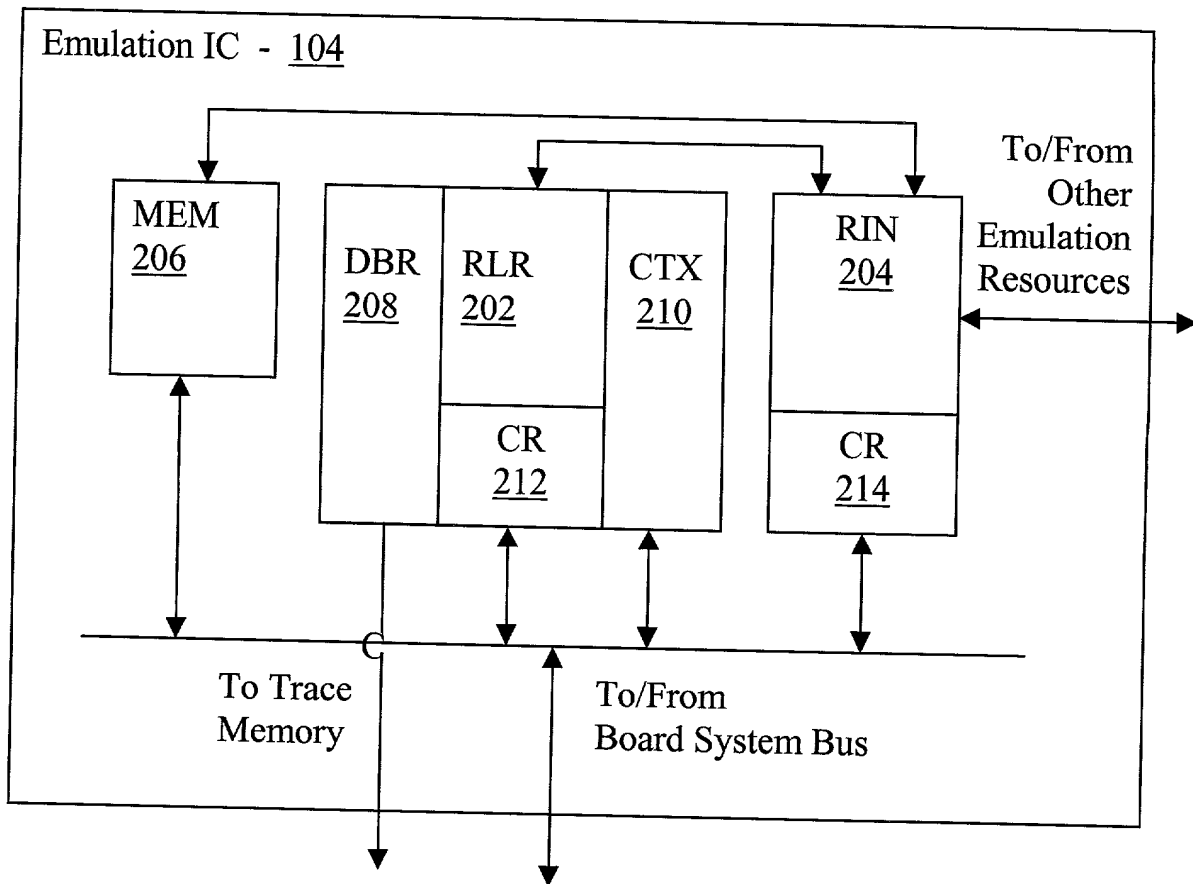 Emulation IC - 104
To/From
Other
Emulation
Resources
MEM
206
DBR
208
RLR
202
CTX
210
RIN
204
CR
212
CR
214
To Trace
Memory
To/From
Board System Bus